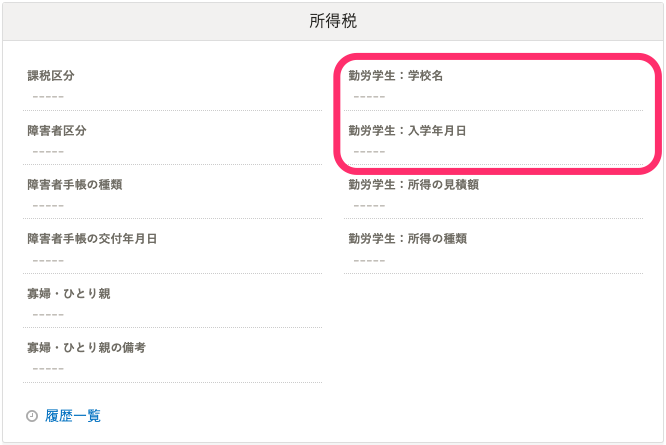 所得税
課税区分
-----
障害者区分
-----
障害者手帳の種類
-----
障害者手帳の交付年月日
-----
寡婦・ひとり親
-----
寡婦・ひとり親の備考
-----
勤労学生：学校名
-----
勤労学生：入学年月日
-----
勤労学生：所得の見積額
-----
勤労学生：所得の種類
-----
履歴一覧